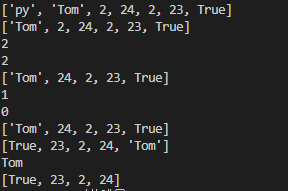 ['py', 'Tom', 2, 24, 2, 23, True]
['Tom', 2, 24, 2, 23, True]
2
2
['Tom', 24, 2, 23, True]
1
0
['Tom', 24, 2, 23, True]
[True, 23, 2, 24, 'Tom']
Tom
[True, 23, 2, 24]